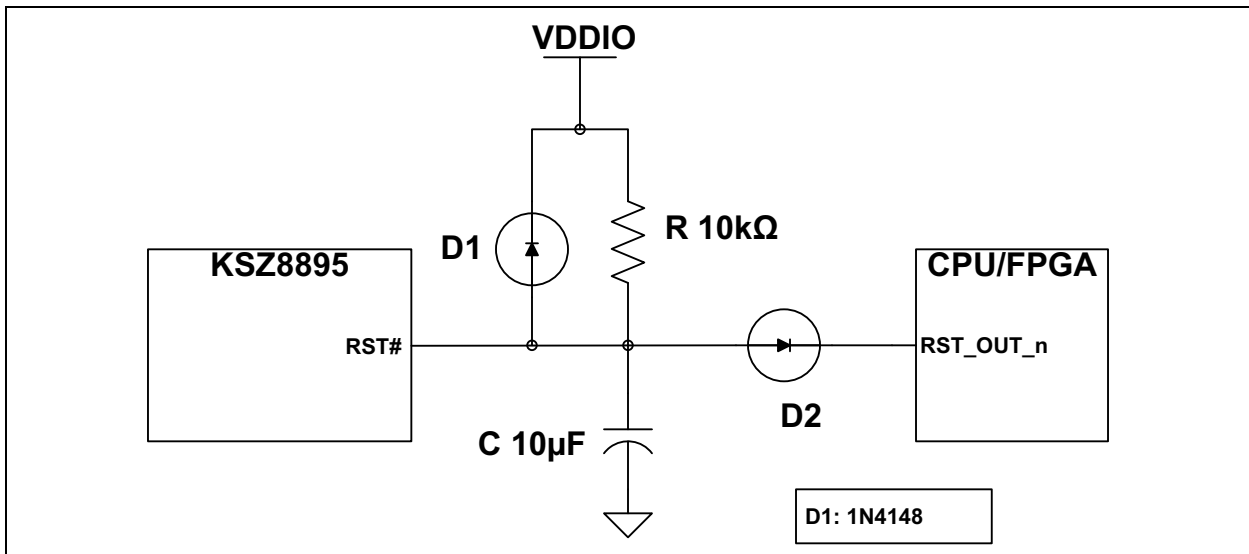 VDDIO
D1
R 10kΩ
KSZ8895
CPU/FPGA
RST#
RST_OUT_n
D2
C 10µF
D1: 1N4148